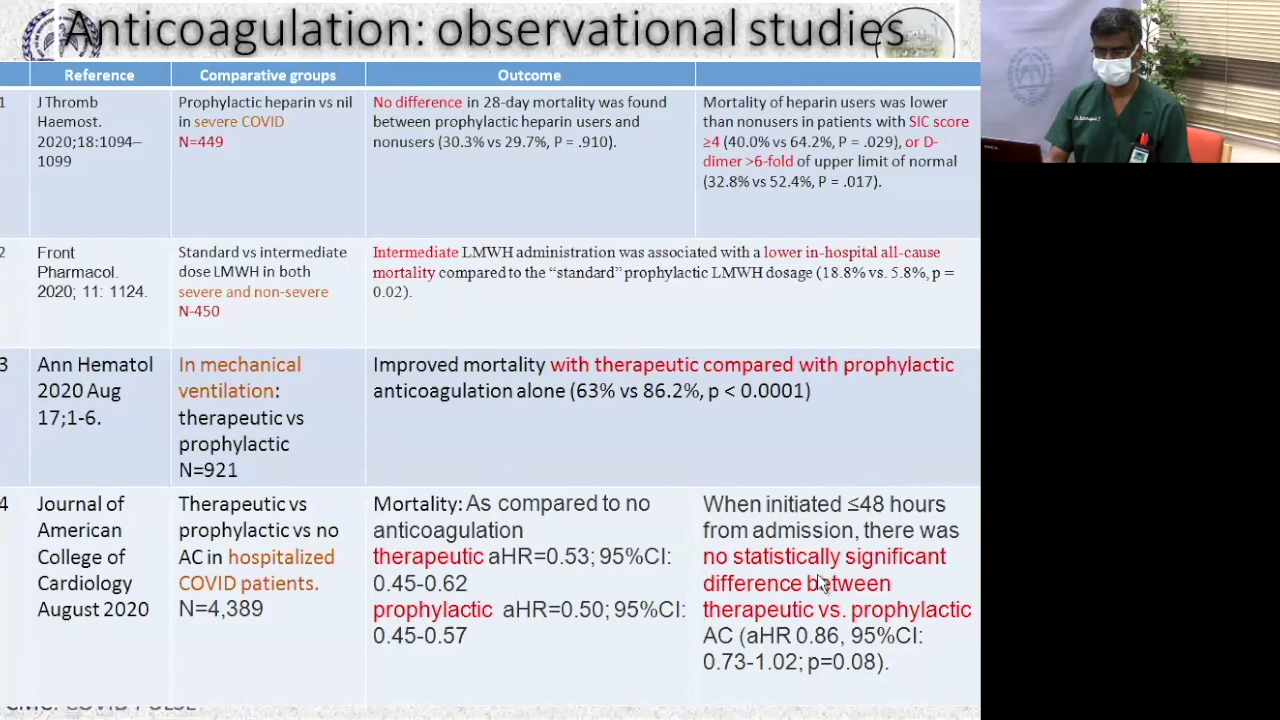 Anticoagulation: observational studies
Reference
Comparative groups
Outcome
1
J Thromb
Haemost.
2020;18:1094–
1099
Prophylactic heparin vs nil
in severe COVID
N=449
No difference in 28-day mortality was found
between prophylactic heparin users and
nonusers (30.3% vs 29.7%, P = .910).
Mortality of heparin users was lower
than nonusers in patients with SIC score
≥4 (40.0% vs 64.2%, P = .029), or D-
dimer >6-fold of upper limit of normal
(32.8% vs 52.4%, P = .017).
2
Front
Pharmacol.
2020; 11: 1124.
Standard vs intermediate
dose LMWH in both
severe and non-severe
N-450
Intermediate LMWH administration was associated with a lower in-hospital all-cause
mortality compared to the “standard” prophylactic LMWH dosage (18.8% vs. 5.8%, p =
0.02).
3
Ann Hematol
2020 Aug
17;1-6.
In mechanical
ventilation:
therapeutic vs
prophylactic
N=921
Improved mortality with therapeutic compared with prophylactic
anticoagulation alone (63% vs 86.2%, p < 0.0001)
4
Journal of
American
College of
Cardiology
August 2020
Therapeutic vs
prophylactic vs no
AC in hospitalized
COVID patients.
N=4,389
Mortality: As compared to no
anticoagulation
therapeutic aHR=0.53; 95%CI:
0.45-0.62
prophylactic aHR=0.50; 95%CI:
0.45-0.57
When initiated ≤48 hours
from admission, there was
no statistically significant
difference between
therapeutic vs. prophylactic
AC (aHR 0.86, 95%CI:
0.73-1.02; p=0.08).
CMC: COVID PULSE